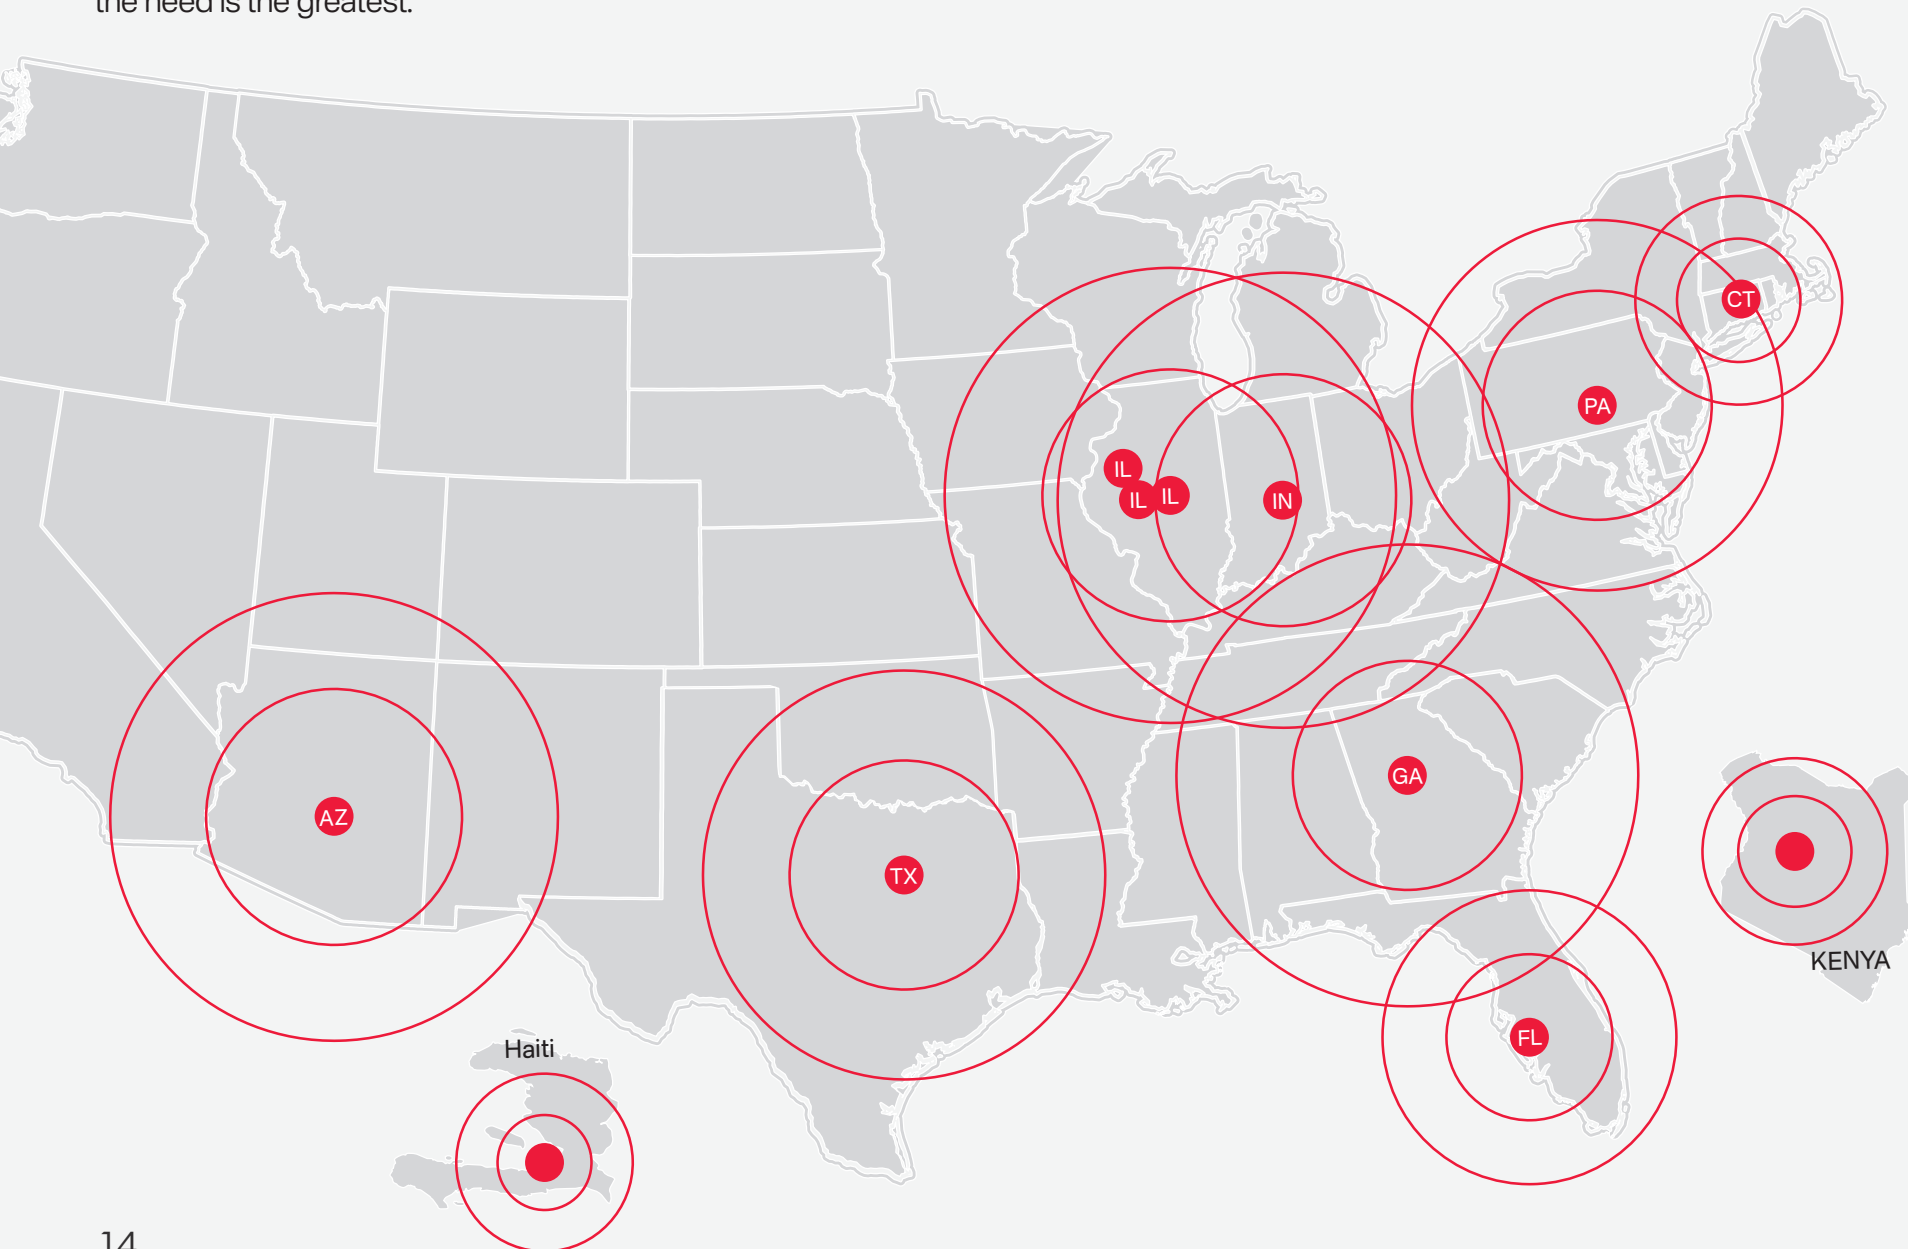 the need is the greatest.
CT
PA
IL
IL
IL
IN
GA
AZ
TX
KENYA
FL
Haiti
14